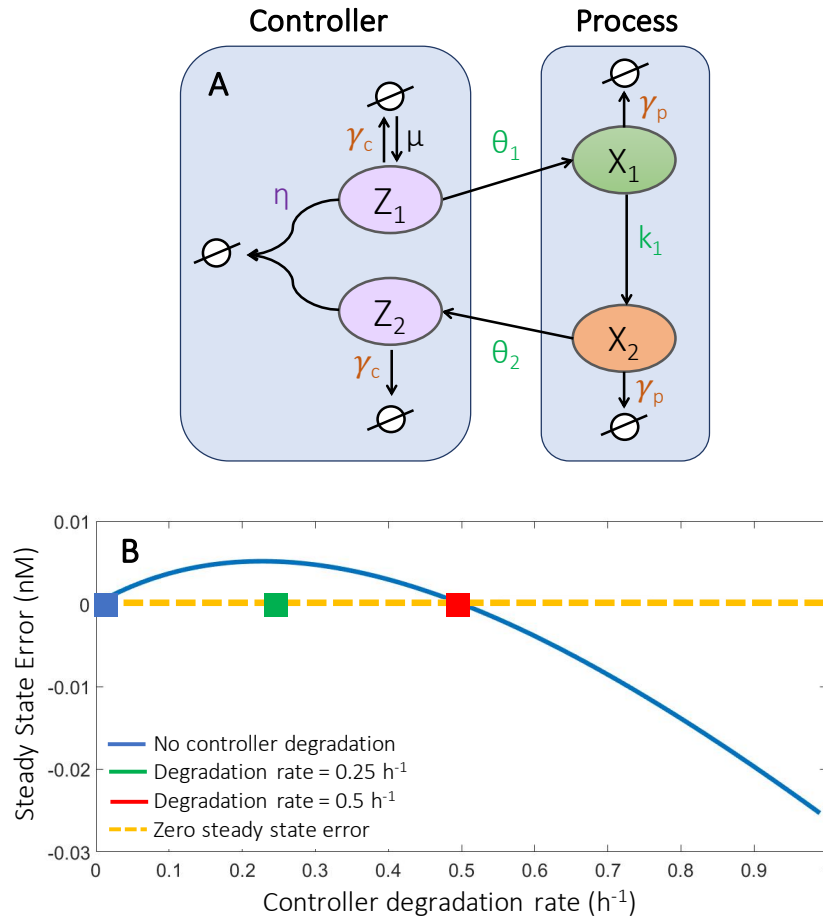 Controller
Process
A
∅
∅
γc
μ
γp
θ1
X1
η
Z1
∅
k1
Z2
X2
θ2
γc
γp
∅
∅
0.01
B
0
-0.01
-0.02
-0.03
Steady State Error (nM)
No controller degradation
Degradation rate = 0.25 h-1
Degradation rate = 0.5 h-1
Zero steady state error
0 0.1 0.2 0.3 0.4 0.5 0.6 0.7 0.8 0.9
Controller degradation rate (h-1)